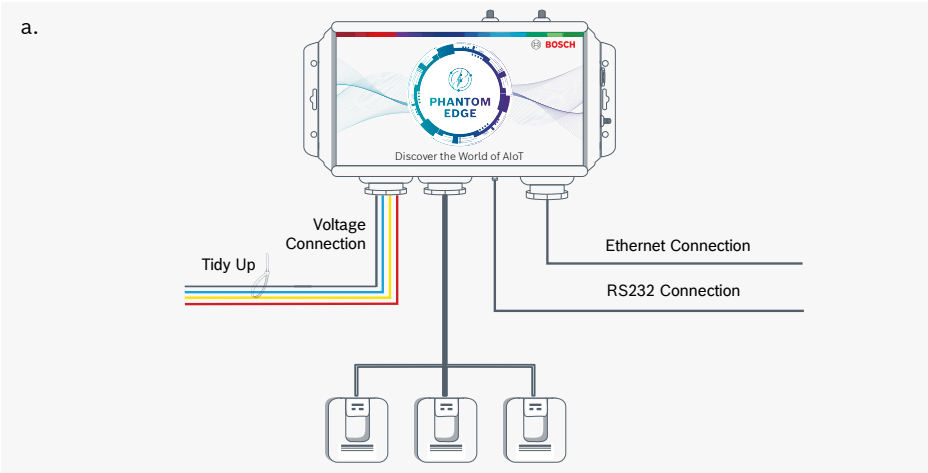 a.
BOSCH
PHANTOM
EDGE
Discover the World of AIoT
Voltage
Connection
Tidy Up
Ethernet Connection
RS232 Connection